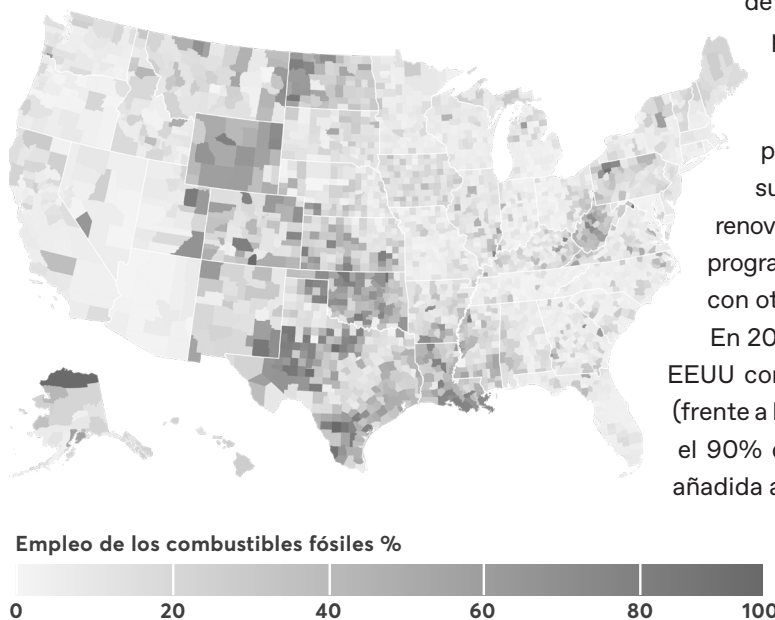 de
p
su
renov
progra
con ot
En 20
EEUU con
(frente a l
el 90% 
añadida a
Empleo de los combustibles fósiles %
0 20 40 60 80 100